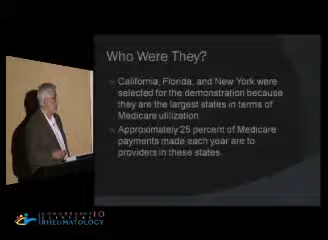 Who Were They?
California, Florida, and New York were
selected for the demonstration because
they are the largest states in terms of
Medicare utilization
Approximately 25 percent of Medicare
payments made each year are to
providers in these states.
CONGRESS OF
CLINICAL
RHEUMATOLOGY
10